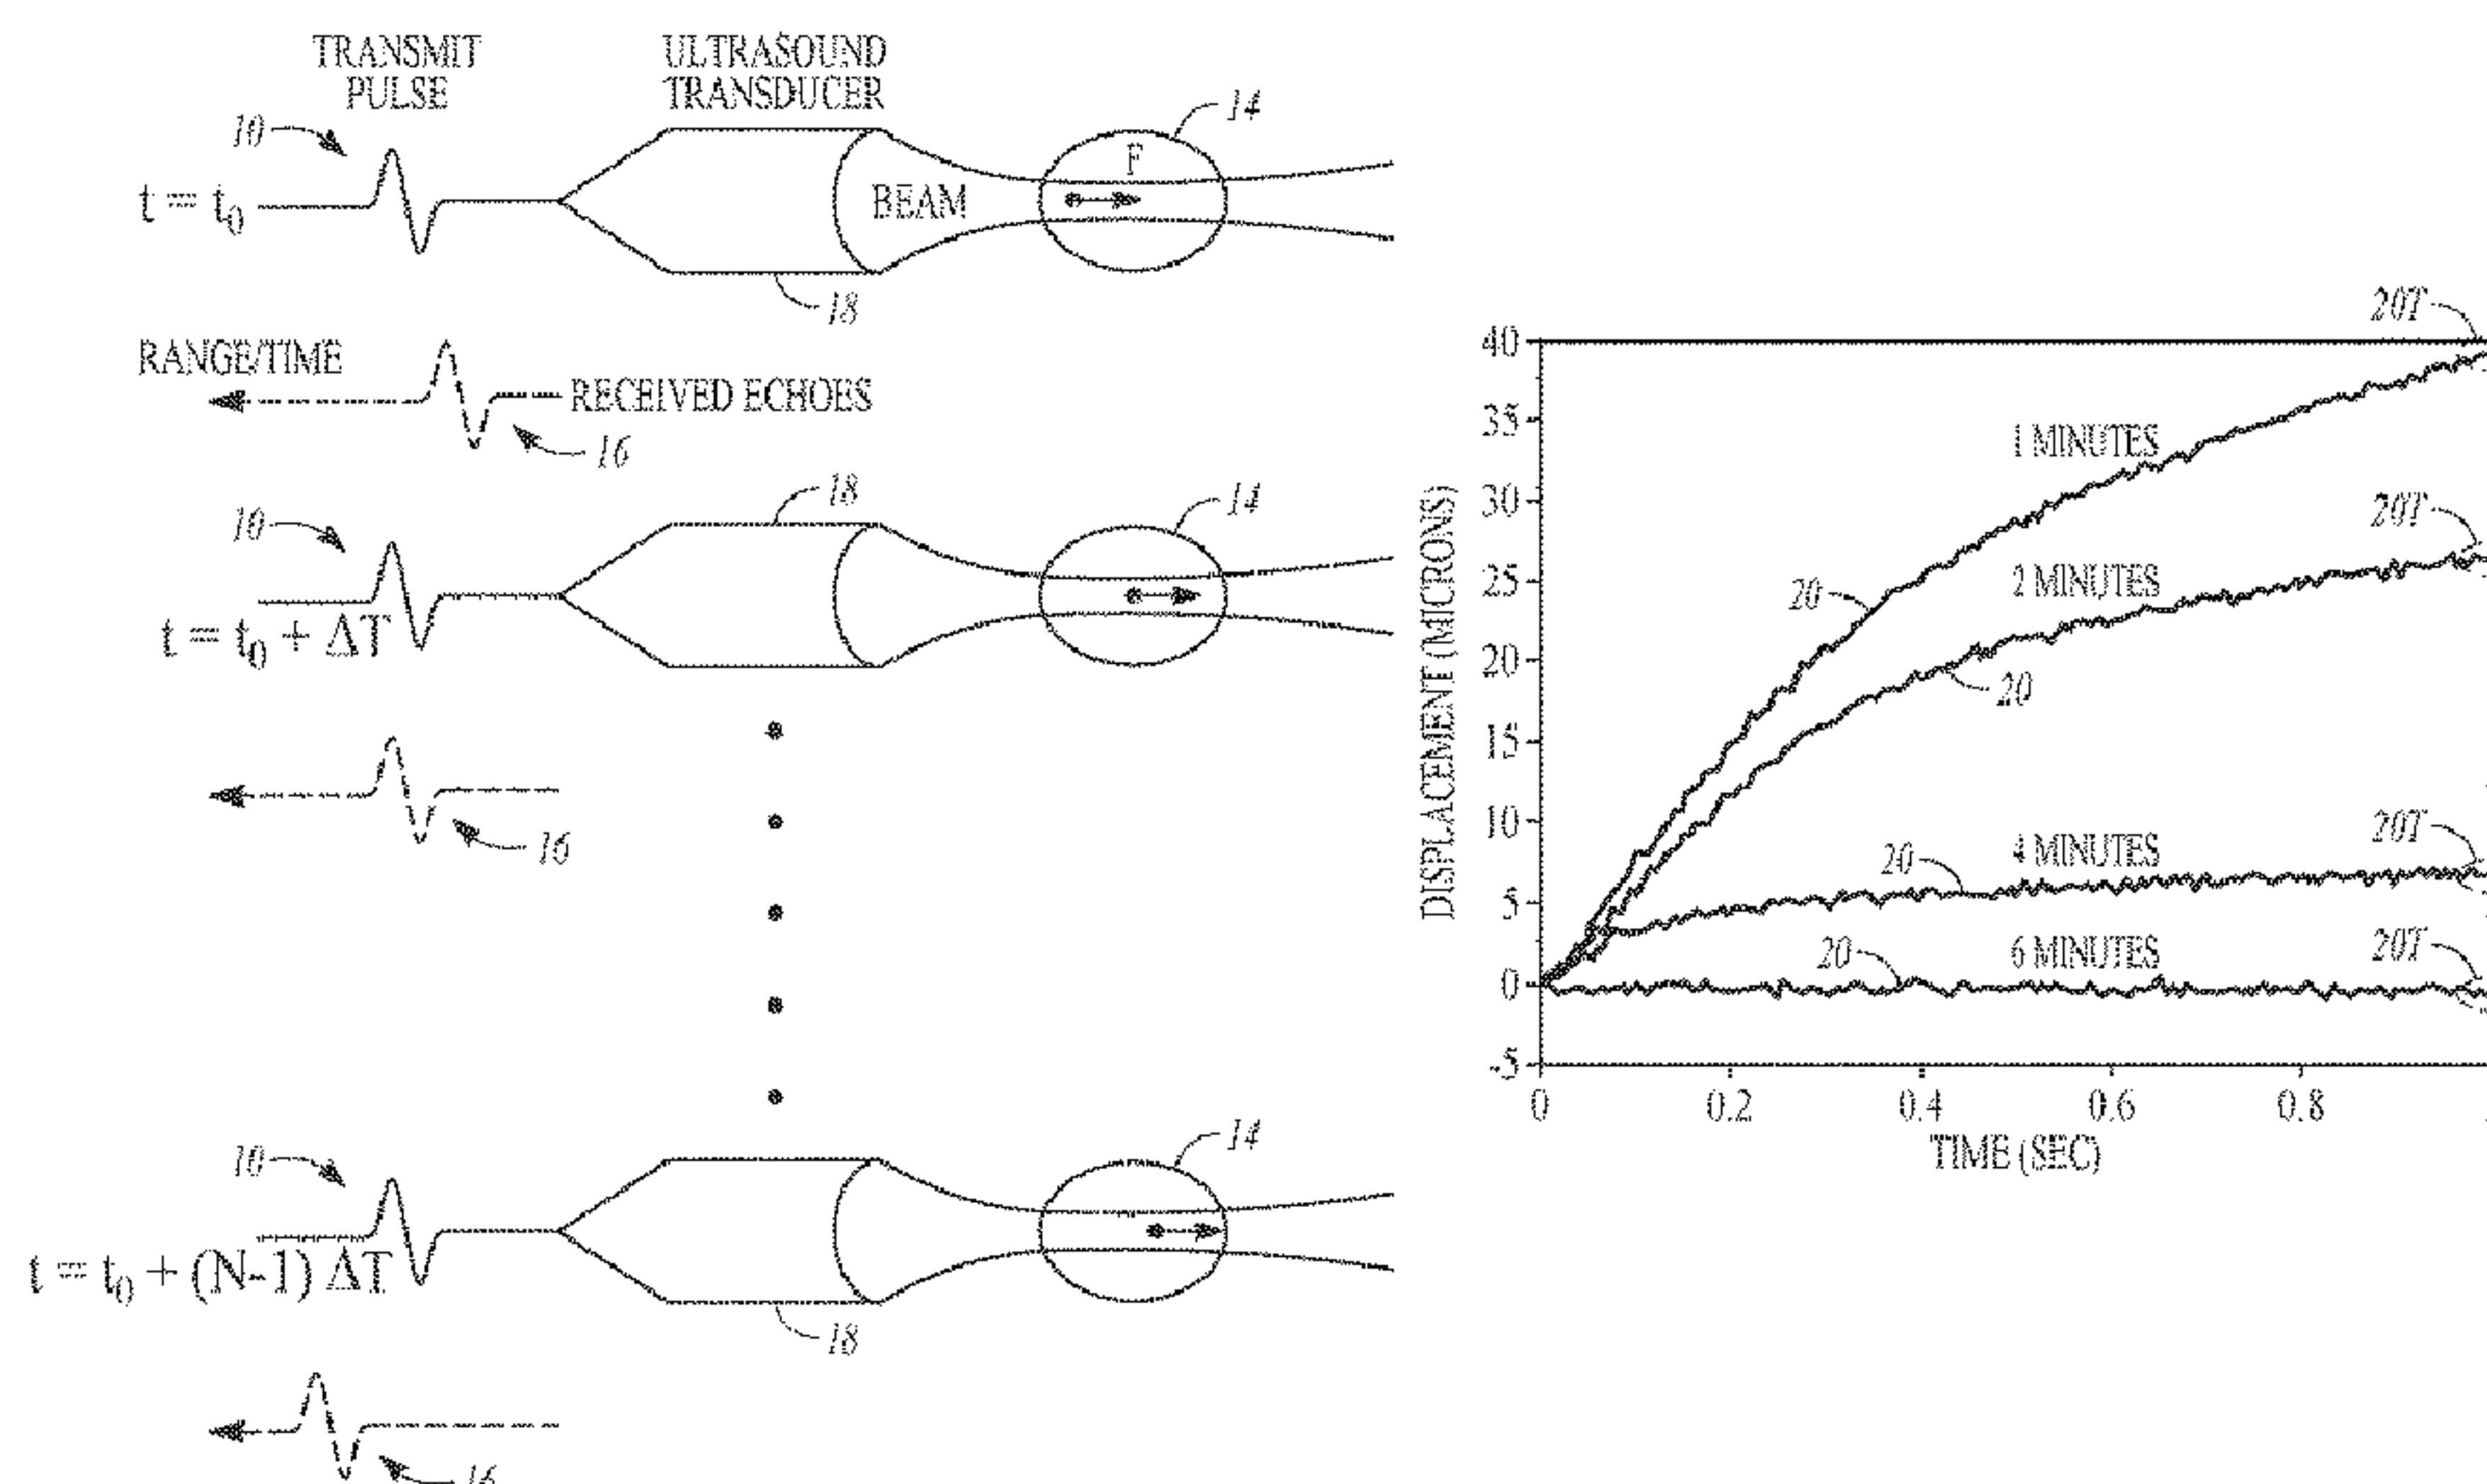 TRANSMIT
PULSE
ULTRASOUND
TRANSDUCER
10
14
F
t = t0
BEAM
18
RANGE/TIME
RECEIVED ECHOES
16
18
14
10
t = t0 + ΔT
16
14
10
t = t0 + (N-1) ΔT
18
16
20T
40
35
30
25
20
15
10
5
0
-5
DISPLACEMENT (MICRONS)
1 MINUTES
20T
20
2 MINUTES
20
20T
20
4 MINUTES
20
6 MINUTES
20T
0
0.2
0.4
0.6
0.8
TIME (SEC)